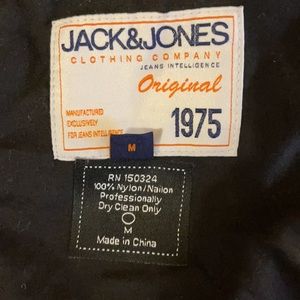 JACK&JONES
CLOTHING COMPANY
JEANS INTELLIGENCE
Original
MANUFACTURED
EXCLUSIVELY
FOR JEANS INTELLIGENCE
1975
M
RN 150324
100% Nylon/Nailon
Professionally
Dry Clean Only
M
Made in China